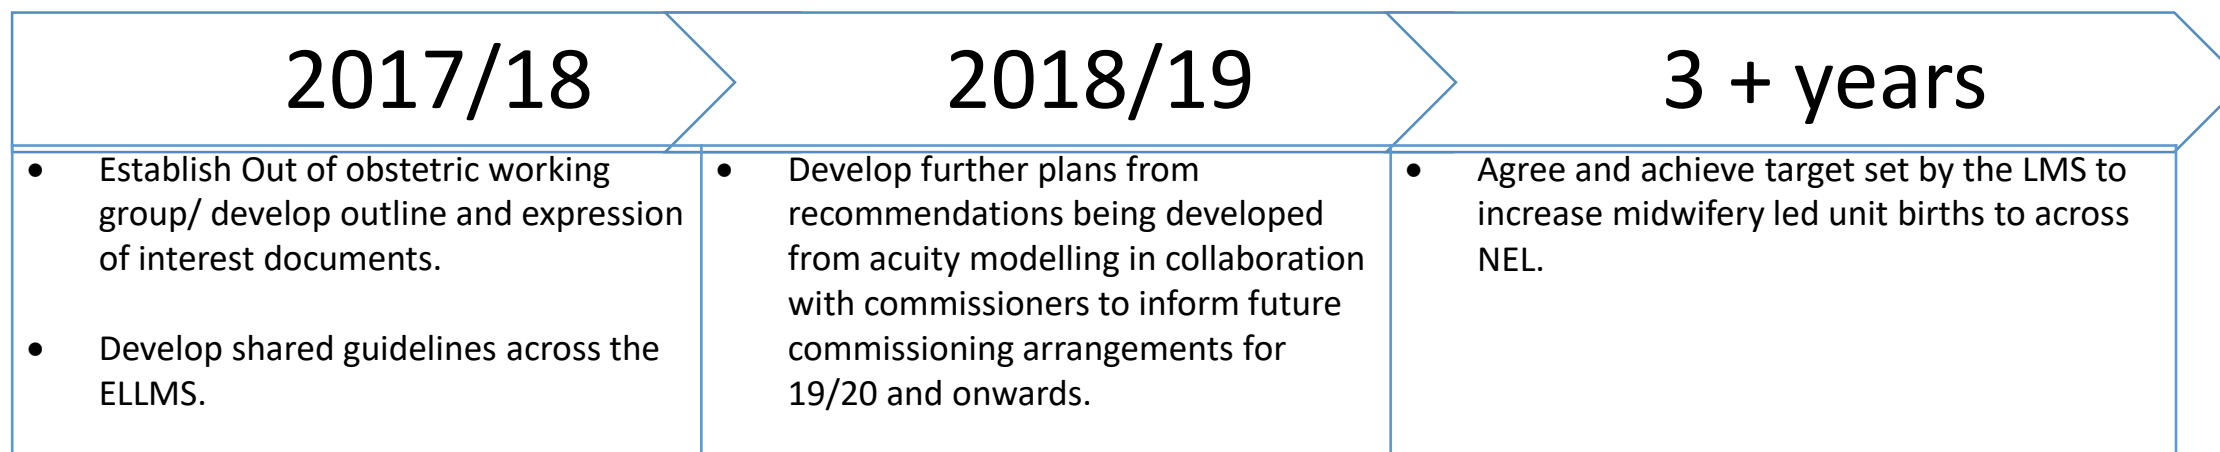 2017/18
2018/19
3 + years
• Establish Out of obstetric working
group/ develop outline and expression
of interest documents.
• Develop shared guidelines across the
ELLMS.
• Develop further plans from
recommendations being developed
from acuity modelling in collaboration
with commissioners to inform future
commissioning arrangements for
19/20 and onwards.
• Agree and achieve target set by the LMS to
increase midwifery led unit births to across
NEL.